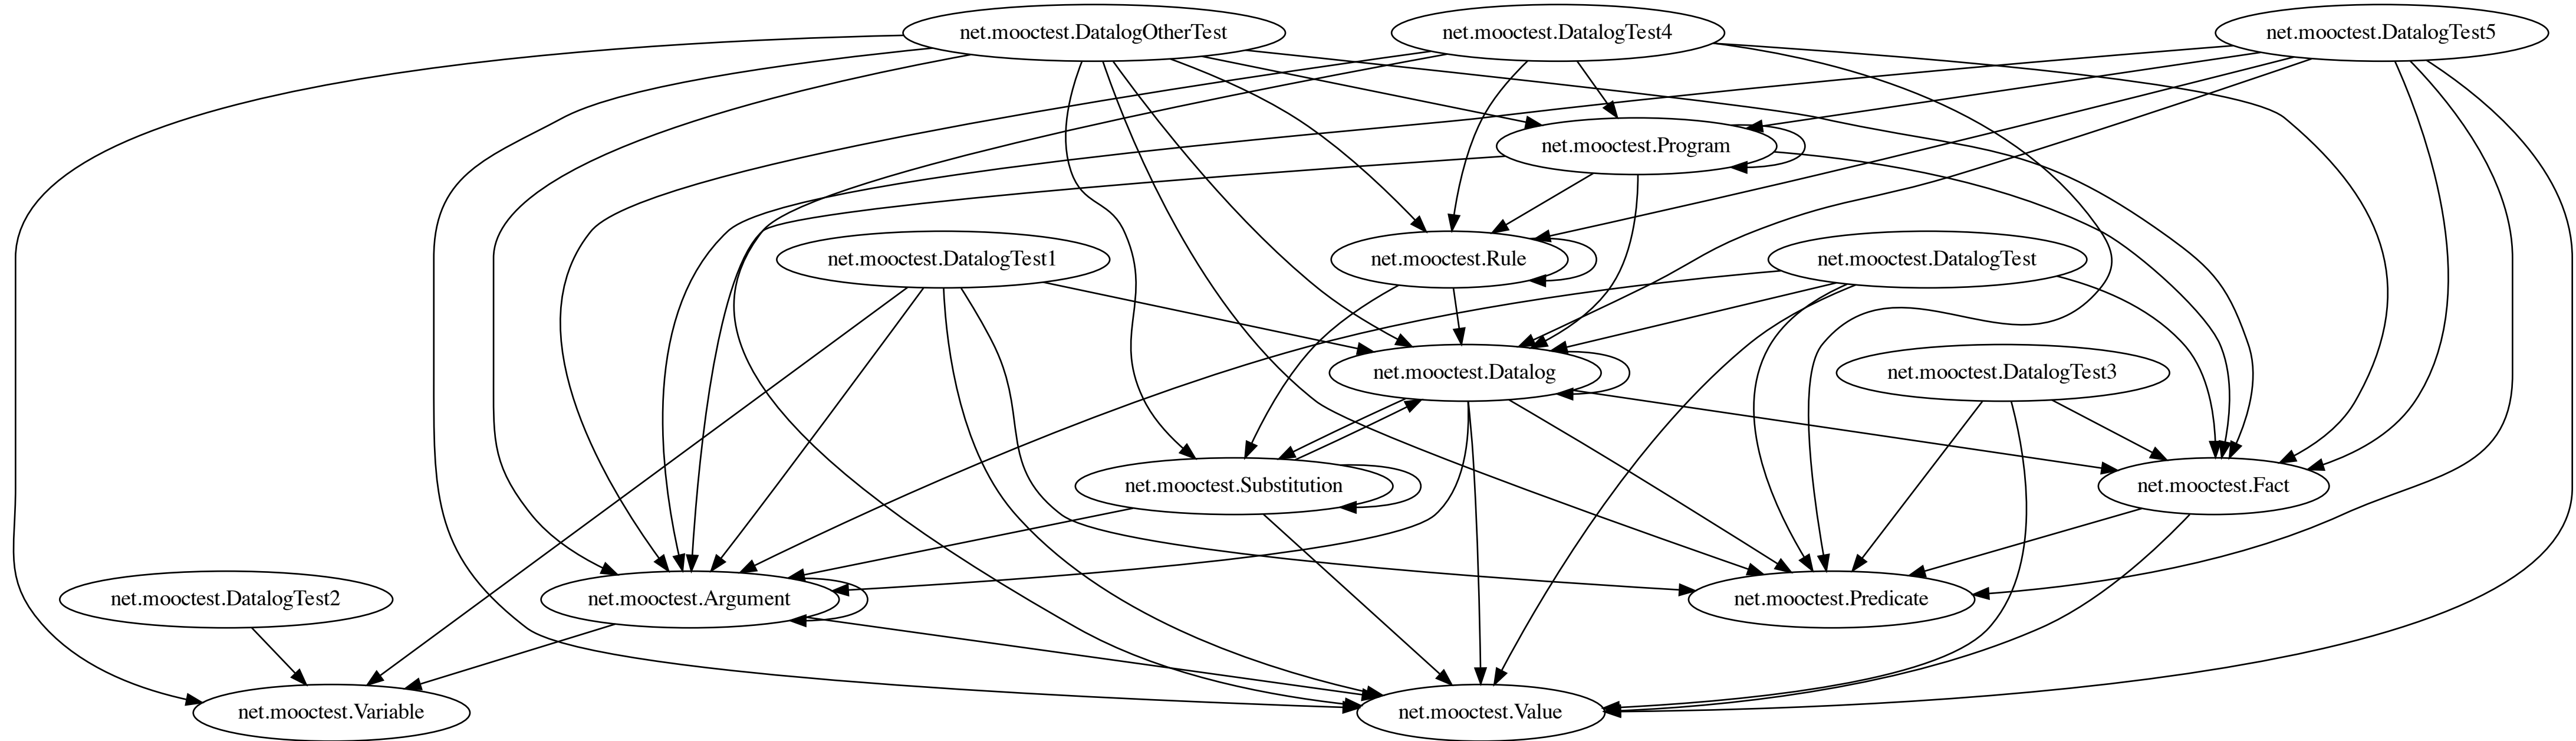 net.mooctest.DatalogOtherTest
net.mooctest.DatalogTest4
net.mooctest.DatalogTest5
net.mooctest.Program
net.mooctest.DatalogTest1
net.mooctest.Rule
net.mooctest.DatalogTest
net.mooctest.Datalog
net.mooctest.DatalogTest3
net.mooctest.Substitution
net.mooctest.Fact
net.mooctest.DatalogTest2
net.mooctest.Argument
net.mooctest.Predicate
net.mooctest.Variable
net.mooctest.Value